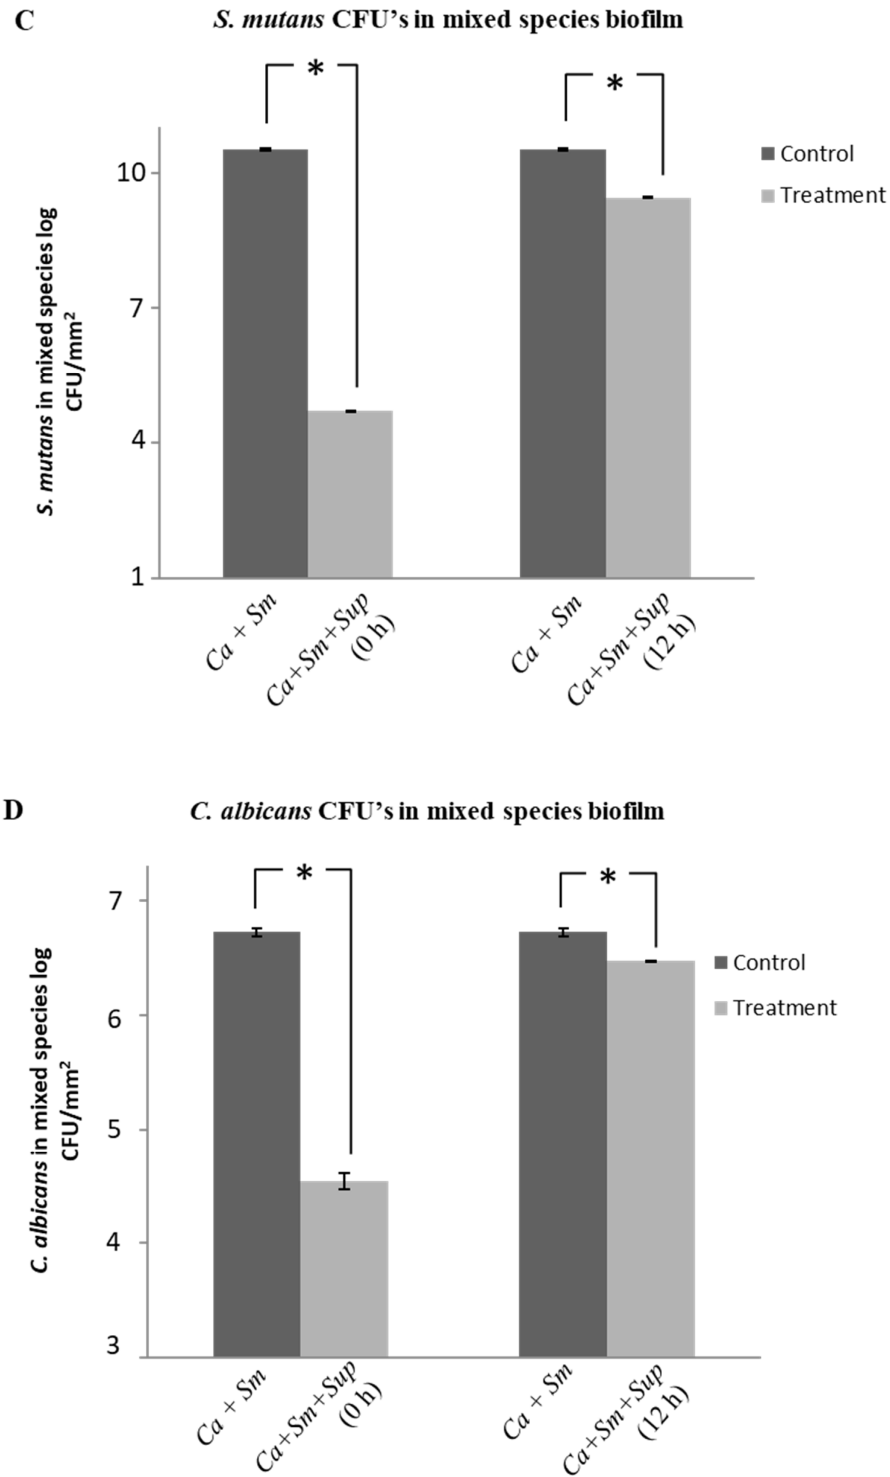 C
S. mutans CFU’s in mixed species biofilm
*
*
Control
Treatment
S. mutans in mixed species log
CFU/mm²
10
7
4
1
Ca + Sm
Ca+Sm+Sup
(0 h)
Ca + Sm
Ca+Sm+Sup
(12 h)
D
C. albicans CFU’s in mixed species biofilm
*
*
Control
Treatment
C. albicans in mixed species log
CFU/mm²
7
6
5
4
3
Ca + Sm
Ca+Sm+Sup
(0 h)
Ca + Sm
Ca+Sm+Sup
(12 h)